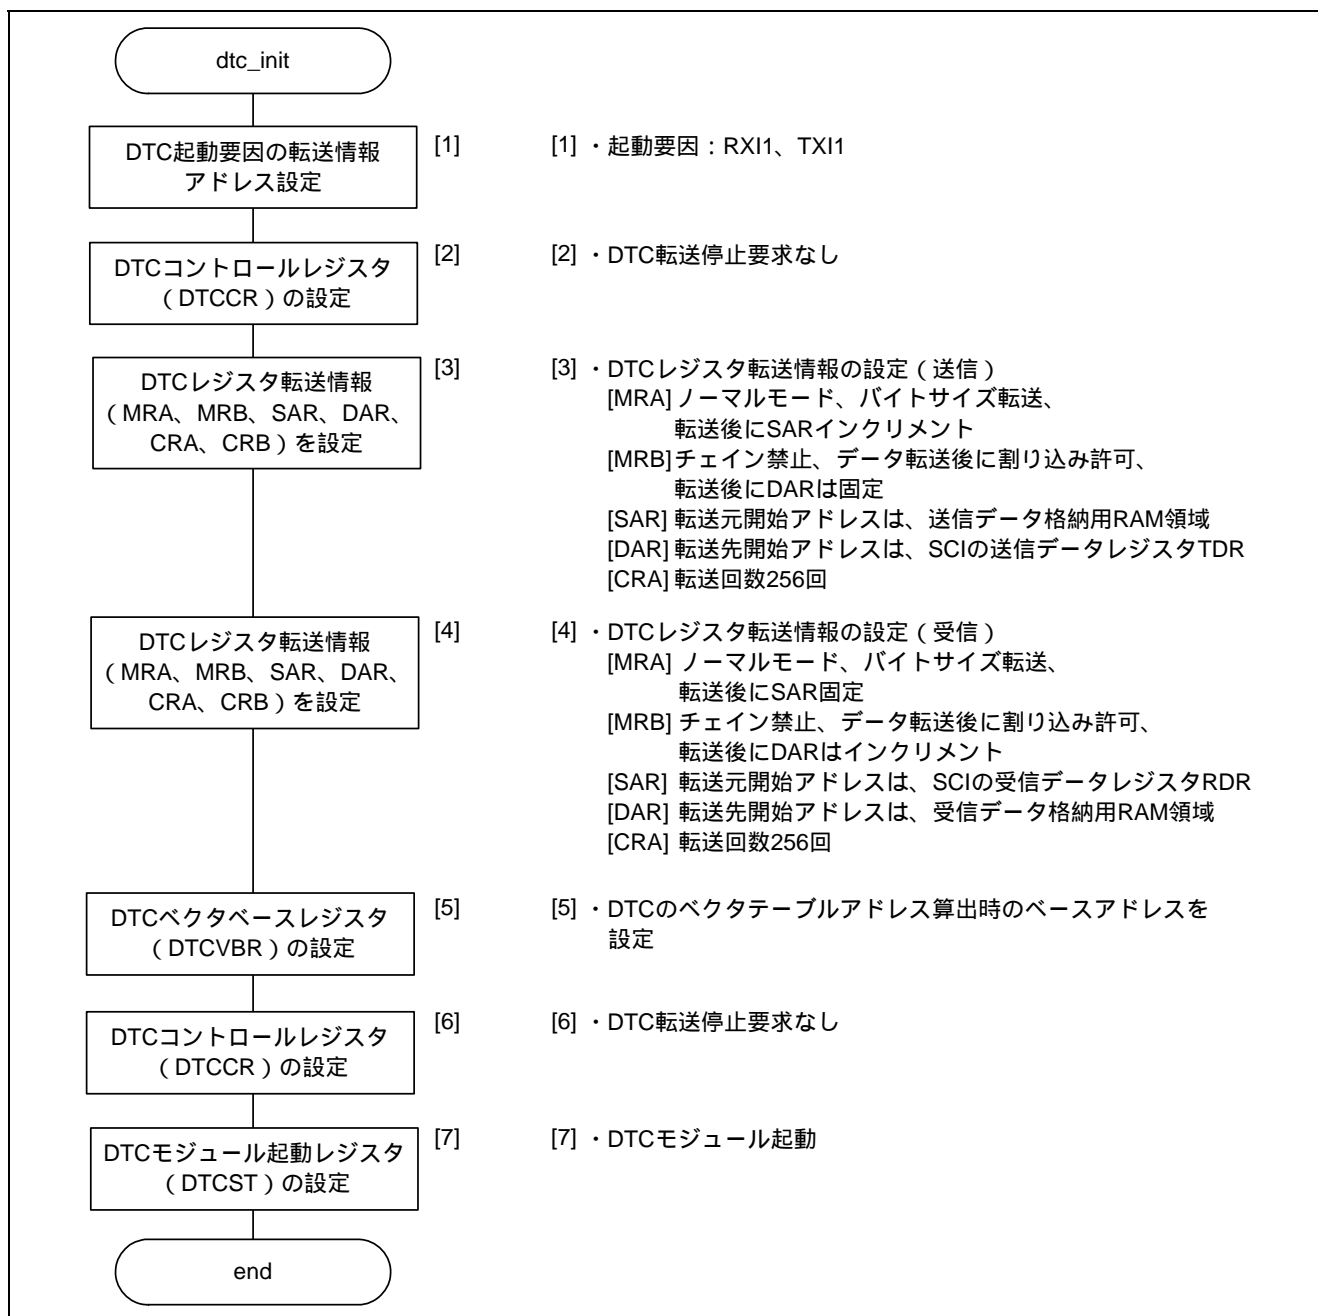 dtc_init
DTC起動要因の転送情報
アドレス設定
[1]
[1] ・起動要因：RXI1、TXI1
DTCコントロールレジスタ
（DTCCR）の設定
[2]
[2] ・DTC転送停止要求なし
DTCレジスタ転送情報
（MRA、MRB、SAR、DAR、
CRA、CRB）を設定
[3]
[3] ・DTCレジスタ転送情報の設定（送信）
[MRA] ノーマルモード、バイトサイズ転送、
転送後にSARインクリメント
[MRB] チェイン禁止、データ転送後に割り込み許可、
転送後にDARは固定
[SAR] 転送元開始アドレスは、送信データ格納用RAM領域
[DAR] 転送先開始アドレスは、SCIの送信データレジスタTDR
[CRA] 転送回数256回
DTCレジスタ転送情報
（MRA、MRB、SAR、DAR、
CRA、CRB）を設定
[4]
[4] ・DTCレジスタ転送情報の設定（受信）
[MRA] ノーマルモード、バイトサイズ転送、
転送後にSAR固定
[MRB] チェイン禁止、データ転送後に割り込み許可、
転送後にDARはインクリメント
[SAR] 転送元開始アドレスは、SCIの受信データレジスタRDR
[DAR] 転送先開始アドレスは、受信データ格納用RAM領域
[CRA] 転送回数256回
DTCベクタベースレジスタ
（DTCVBR）の設定
[5]
[5] ・DTCのベクタテーブルアドレス算出時のベースアドレスを
設定
DTCコントロールレジスタ
（DTCCR）の設定
[6]
[6] ・DTC転送停止要求なし
DTCモジュール起動レジスタ
（DTCST）の設定
[7]
[7] ・DTCモジュール起動
end